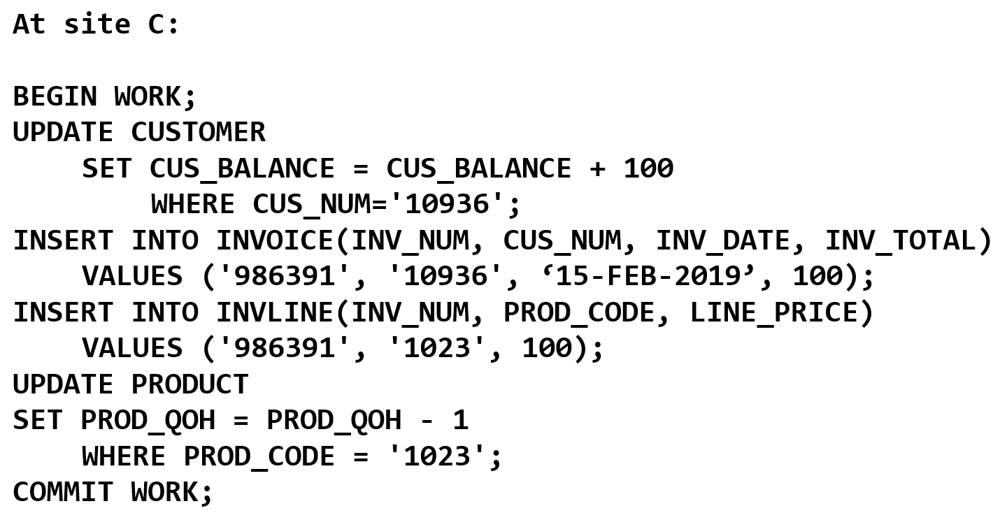 At site C:
BEGIN WORK;
UPDATE CUSTOMER
SET CUS_BALANCE = CUS_BALANCE + 100
WHERE CUS_NUM='10936';
INSERT INTO INVOICE(INV_NUM, CUS_NUM, INV_DATE, INV_TOTAL)
VALUES ('986391', '10936', ‘15-FEB-2019’, 100);
INSERT INTO INVLINE(INV_NUM, PROD_CODE, LINE_PRICE)
VALUES ('986391', '1023', 100);
UPDATE PRODUCT
SET PROD_QOH = PROD_QOH - 1
WHERE PROD_CODE = '1023';
COMMIT WORK;